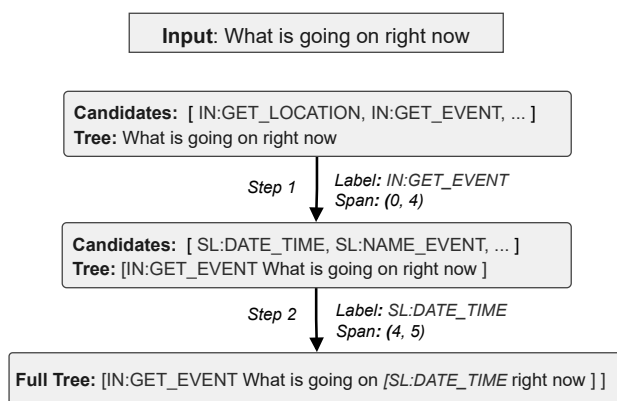 Input: What is going on right now
Candidates: [ IN:GET_LOCATION, IN:GET_EVENT, ... ]
Tree: What is going on right now
Step 1
Label: IN:GET_EVENT
Span: (0, 4)
Candidates: [ SL:DATE_TIME, SL:NAME_EVENT, ... ]
Tree: [IN:GET_EVENT What is going on right now ]
Step 2
Label: SL:DATE_TIME
Span: (4, 5)
Full Tree: [IN:GET_EVENT What is going on [SL:DATE_TIME right now ] ]